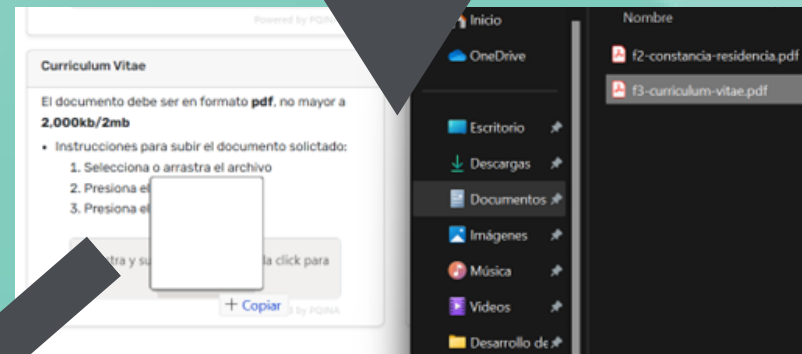 Powered by PQINA
Curriculum Vitae
El documento debe ser en formato pdf, no mayor a
2,000kb/2mb
• Instrucciones para subir el documento solictado:
1. Selecciona o arrastra el archivo
2. Presiona el
3. Presiona el
tra y su
la click para
+ Copiar
by PQINA
Inicio
OneDrive
Escritorio
Descargas
Documentos
Imágenes
Música
Videos
Desarrollo de
Nombre
f2-constancia-residencia.pdf
f3-curriculum-vitae.pdf